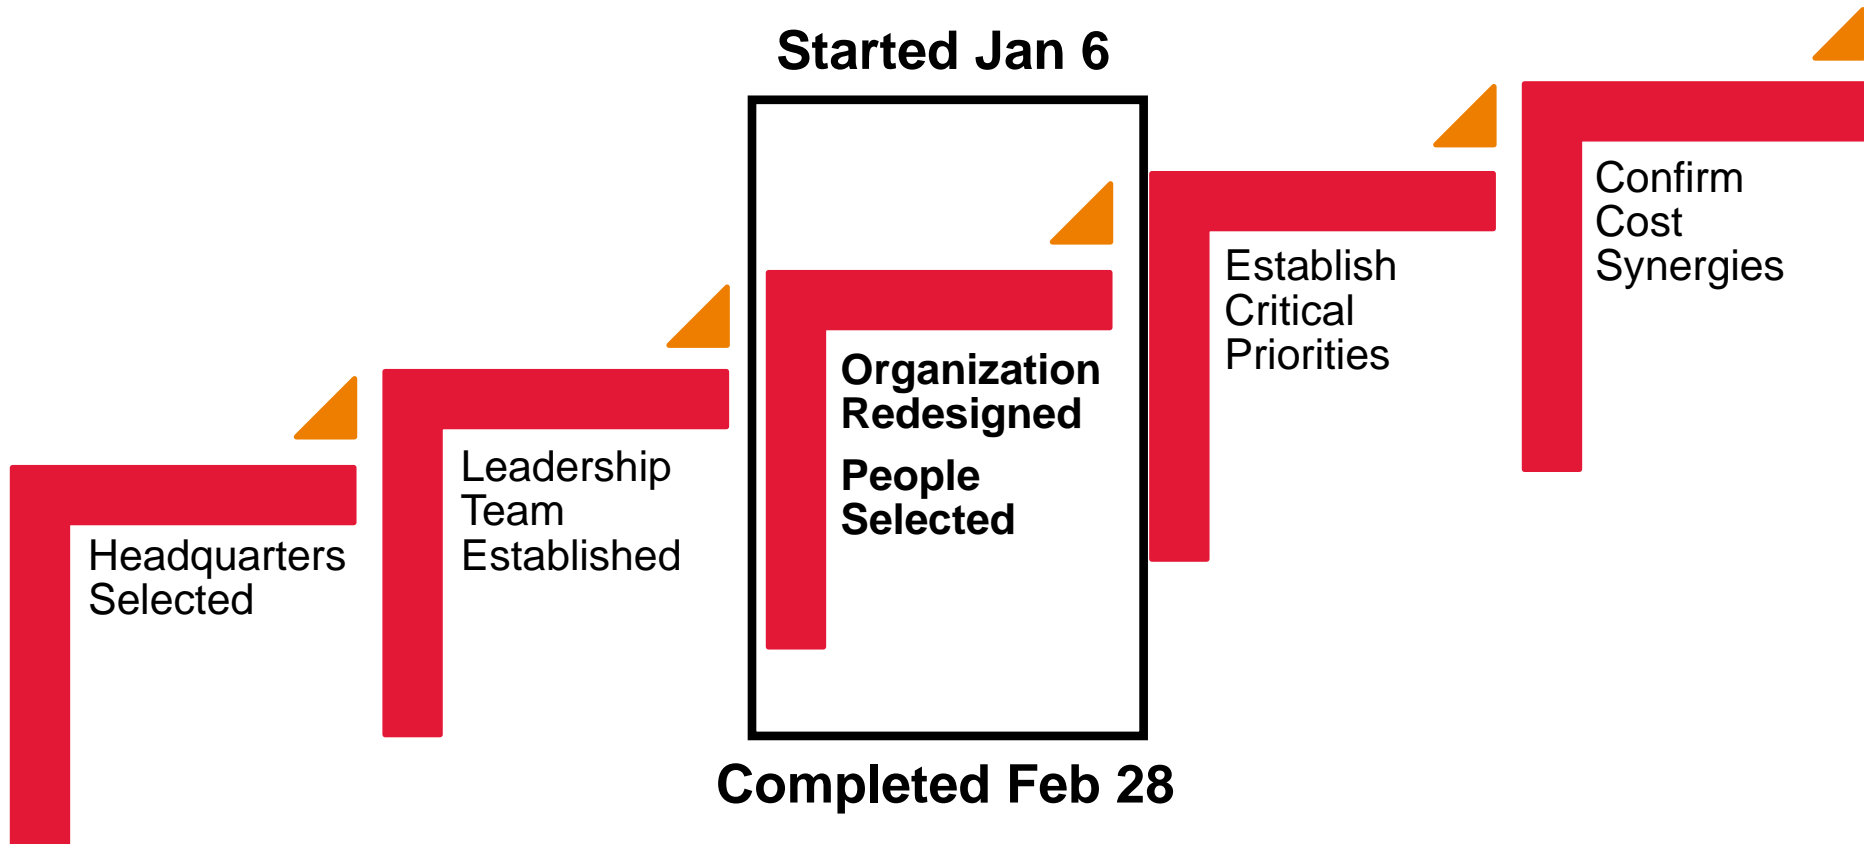 Started Jan 6
Headquarters
Selected
Leadership
Team
Established
Organization
Redesigned
People
Selected
Establish
Critical
Priorities
Confirm
Cost
Synergies
Completed Feb 28